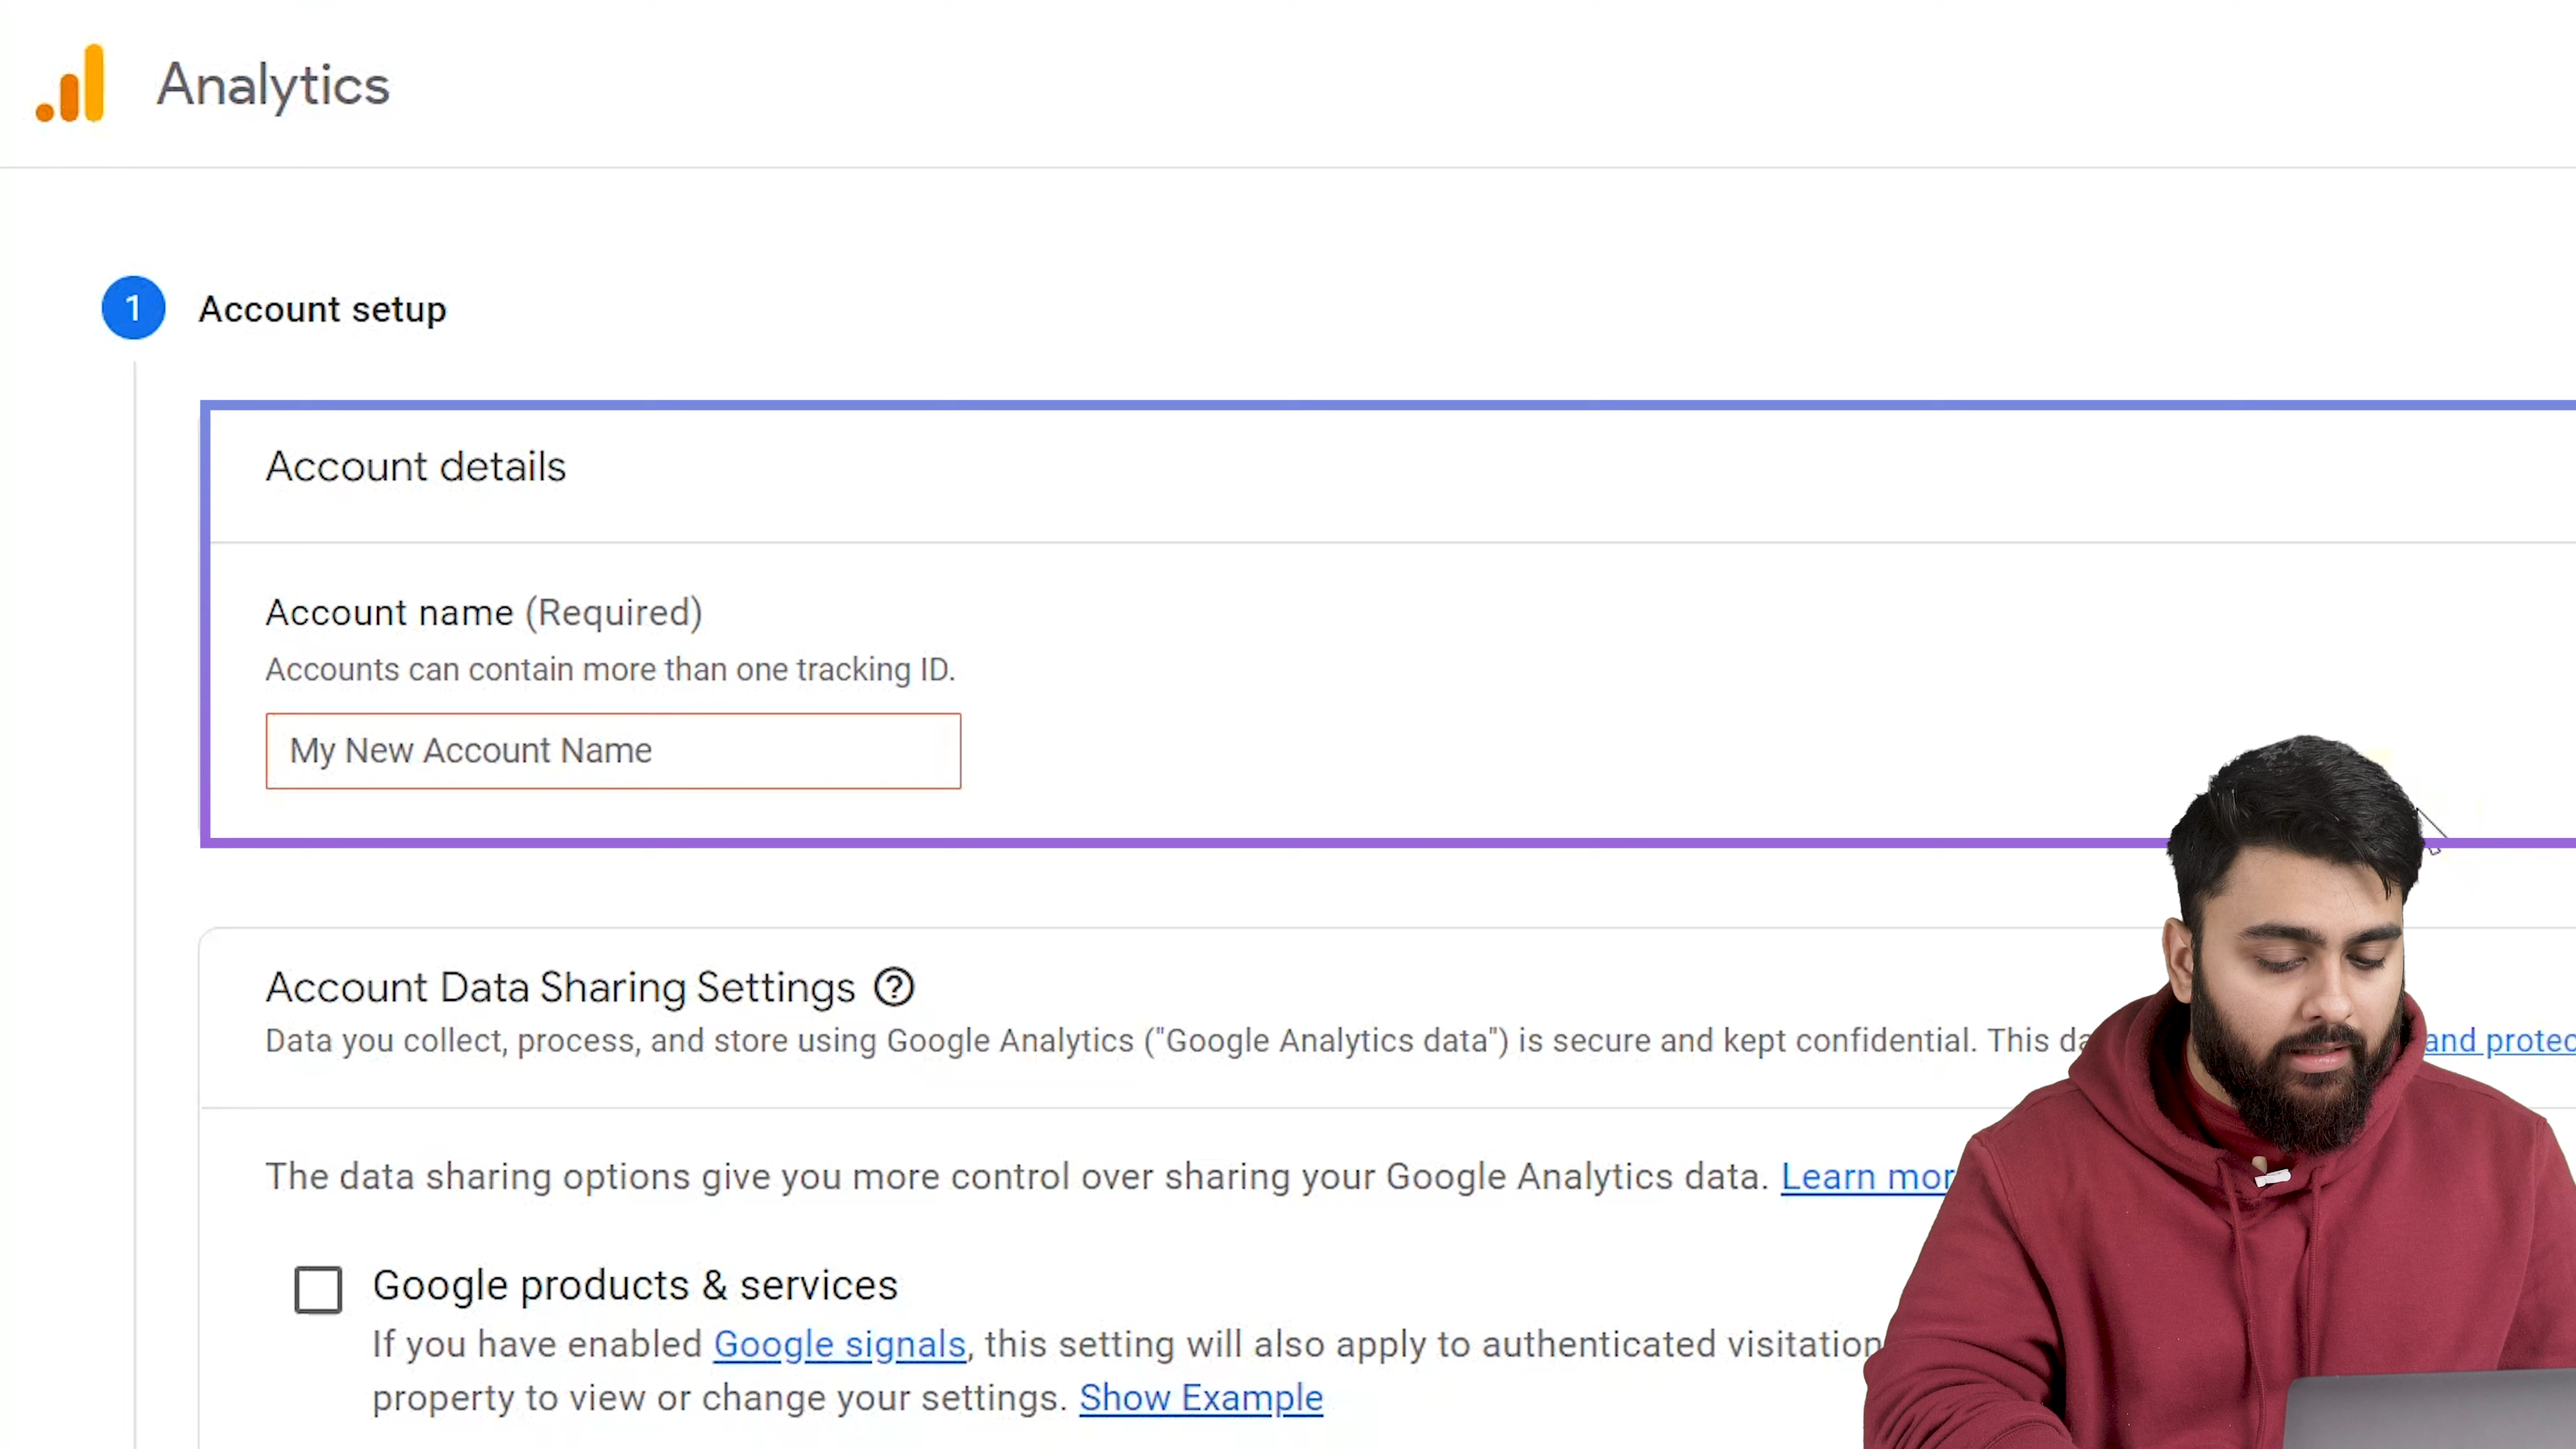 Analytics
1 Account setup
Account details
Account name (Required)
Accounts can contain more than one tracking ID.
My New Account Name
Account Data Sharing Settings ?
Data you collect, process, and store using Google Analytics ("Google Analytics data") is secure and kept confidential. This and
The data sharing options give you more control over sharing your Google Analytics data. Learn
Google products & services
If you have enabled Google signals, this setting will also apply to authenticated visitation
property to view or change your settings. Show Example